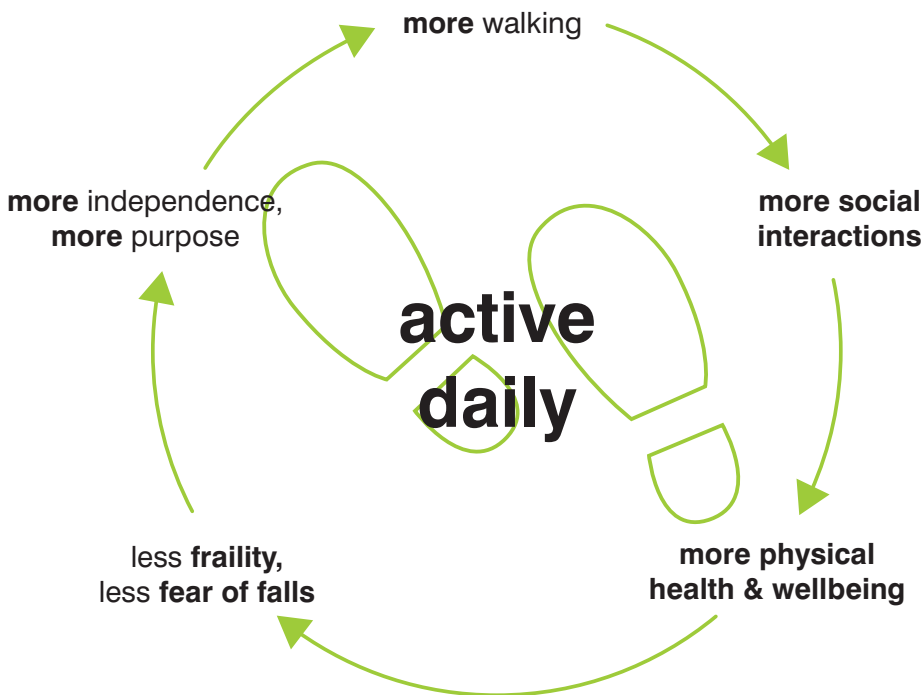 more walking
more social
interactions
more physical
health & wellbeing
less fraility,
less fear of falls
more independence,
more purpose
active
daily